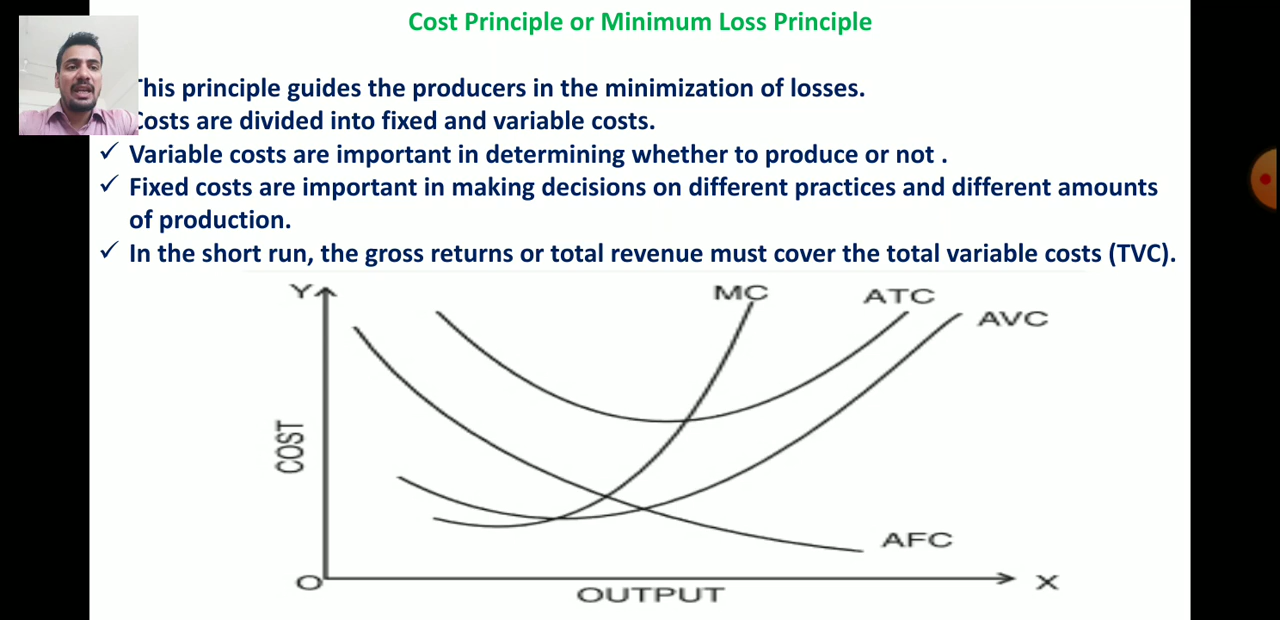 Cost Principle or Minimum Loss Principle
This principle guides the producers in the minimization of losses.
Costs are divided into fixed and variable costs.
✓ Variable costs are important in determining whether to produce or not .
✓ Fixed costs are important in making decisions on different practices and different amounts
of production.
✓ In the short run, the gross returns or total revenue must cover the total variable costs (TVC).
Y
MC
ATC
AVC
COST
AFC
O
X
OUTPUT